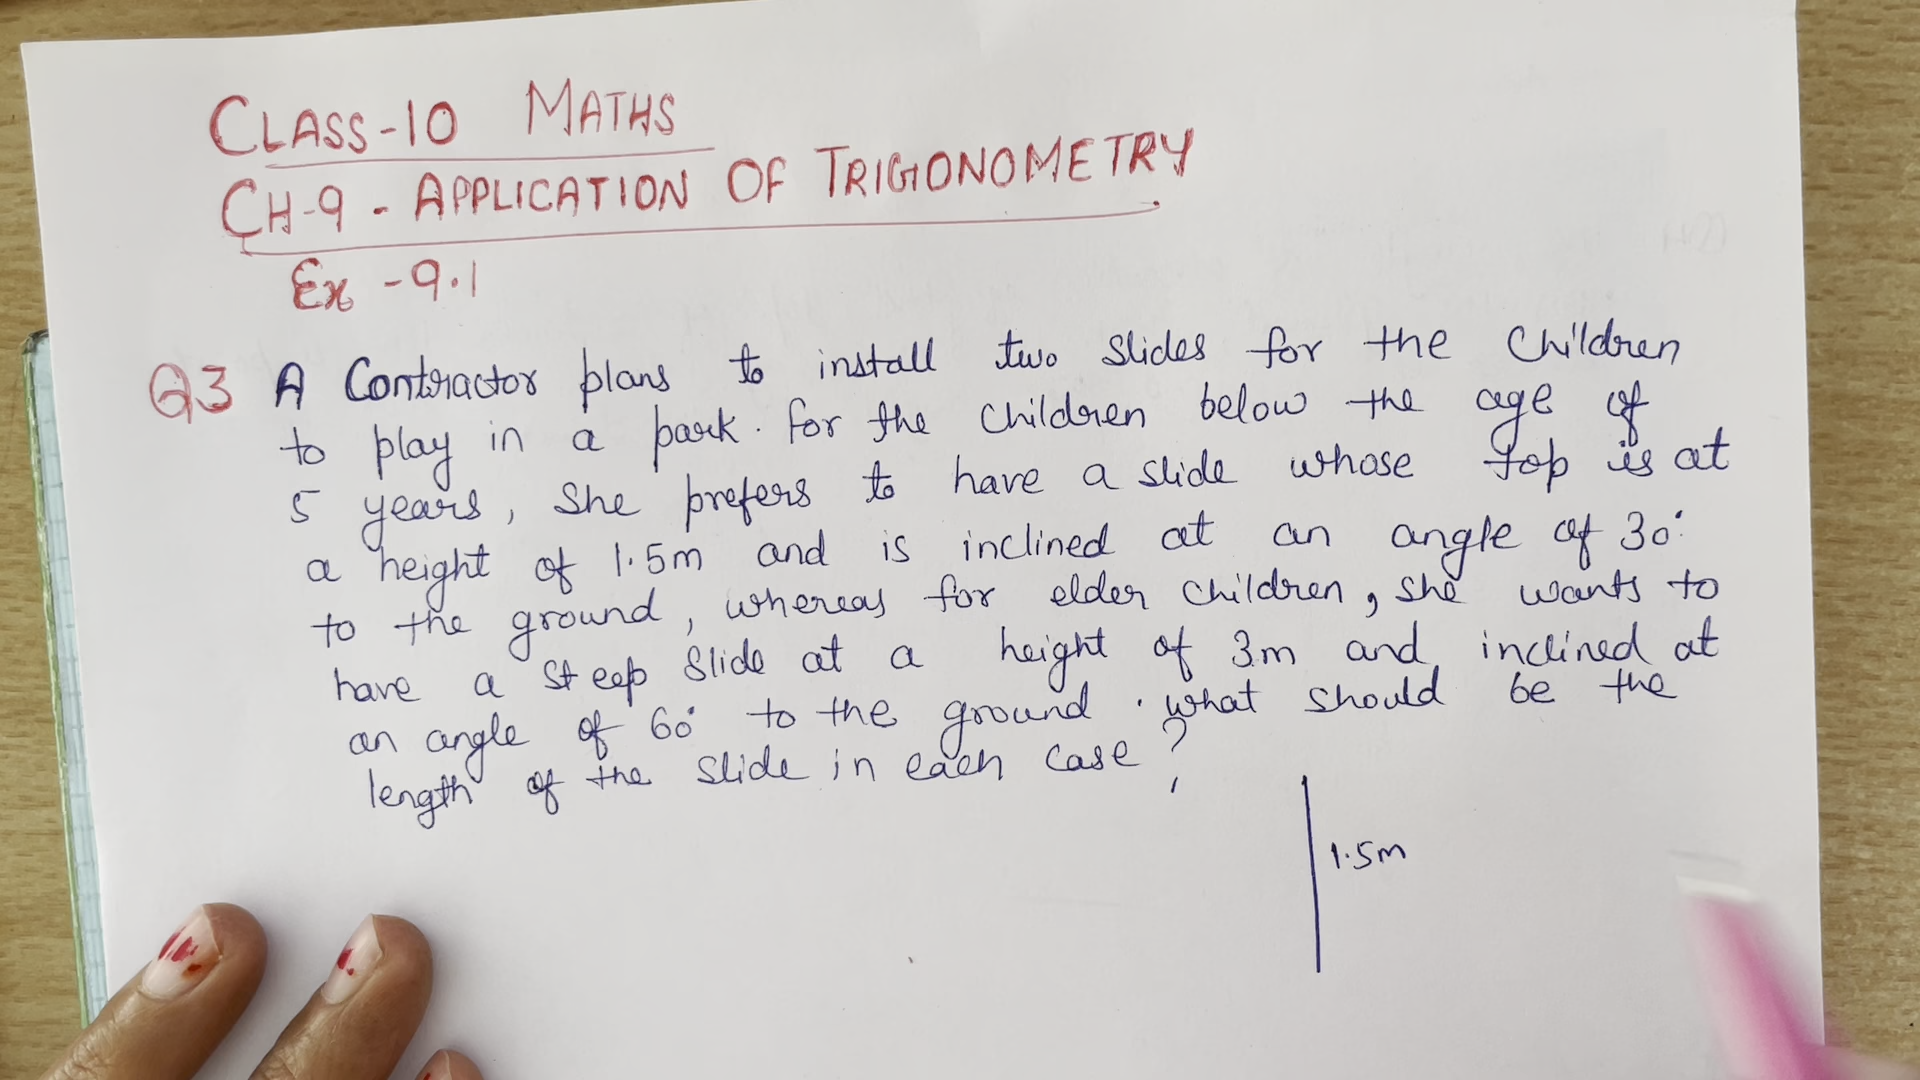 CLASS-10 MATHS
CH-9 - APPLICATION OF TRIGONOMETRY
Ex - 9.1
Q3 A Contractor plans to install two slides for the children
to play in a park. for the children below the age of
5 years, she prefers to have a slide whose top is at
a height of 1.5m and is inclined at an angle of 30°
to the ground, whereas for elder children, she wants to
have a steep slide at a height of 3m and inclined at
an angle of 60° to the ground. what should be the
length of the slide in each case?
1.5m